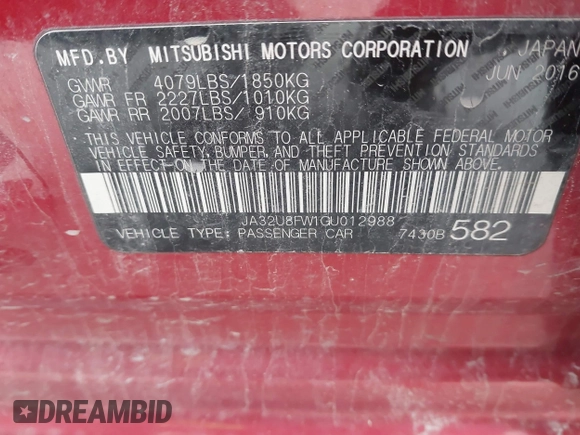 MFD.BY MITSUBISHI MOTORS CORPORATION JAPAN
GVWR 4079LBS/1850KG JUN 2016
GAWR FR 2227LBS/1010KG
GAWR RR 2007LBS/ 910KG
THIS VEHICLE CONFORMS TO ALL APPLICABLE FEDERAL MOTOR
VEHICLE SAFETY, BUMPER, AND THEFT PREVENTION STANDARDS
IN EFFECT ON THE DATE OF MANUFACTURE SHOWN ABOVE.
JA32U8FW1GU012988
VEHICLE TYPE: PASSENGER CAR 7430B 582
DREAMBID